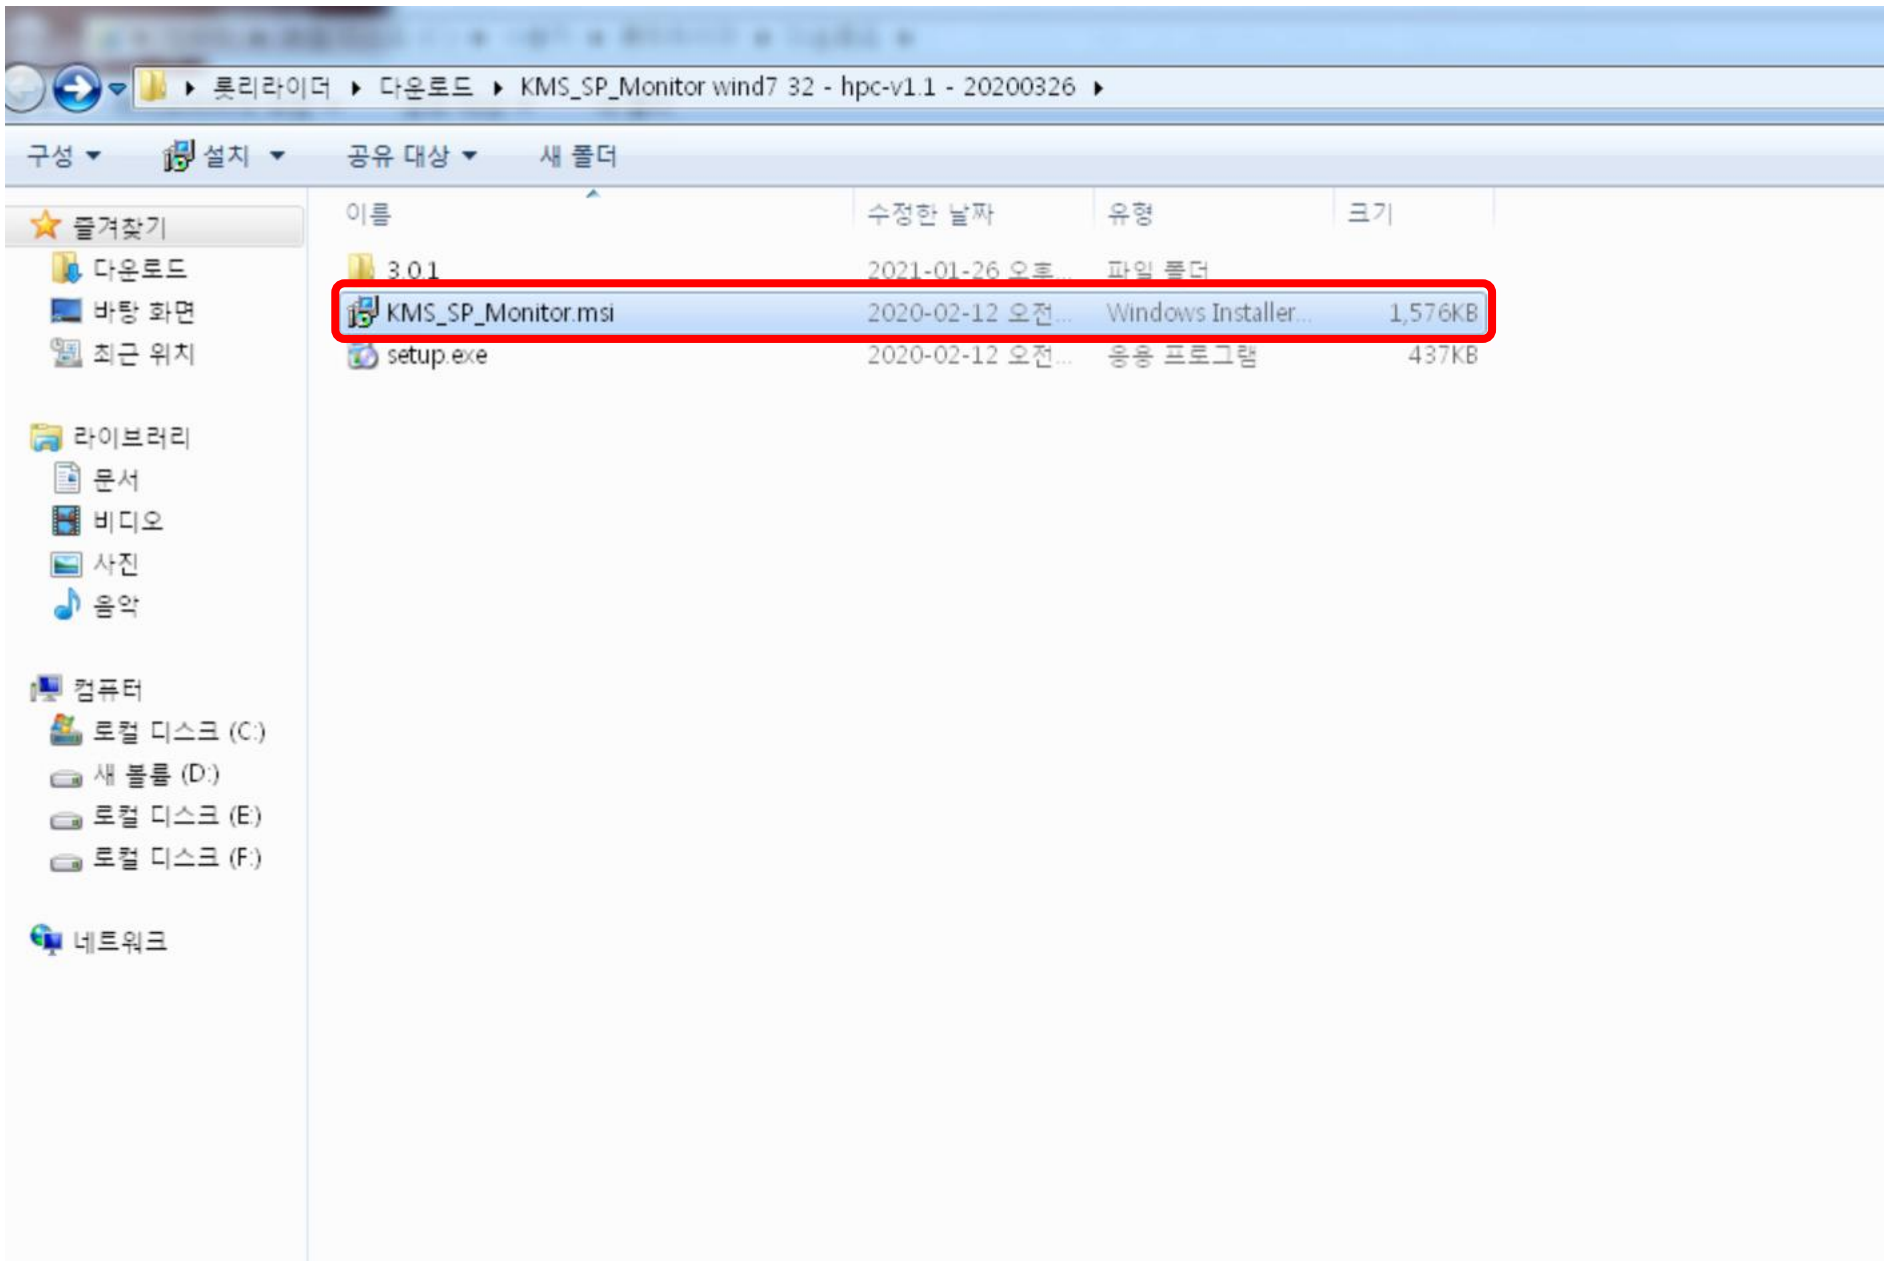 롯리라이더 ▸ 다운로드 ▸ KMS_SP_Monitor wind7 32 - hpc-v1.1 - 20200326 ▸
구성 설치 공유 대상 새 폴더
이름 수정한 날짜 유형 크기
3.0.1 2021-01-26 오후... 파일 폴더
KMS_SP_Monitor.msi 2020-02-12 오전... Windows Installer... 1,576KB
setup.exe 2020-02-12 오전... 응용 프로그램 437KB
즐겨찾기
다운로드
바탕 화면
최근 위치
라이브러리
문서
비디오
사진
음악
컴퓨터
로컬 디스크 (C:)
새 볼륨 (D:)
로컬 디스크 (E:)
로컬 디스크 (F:)
네트워크